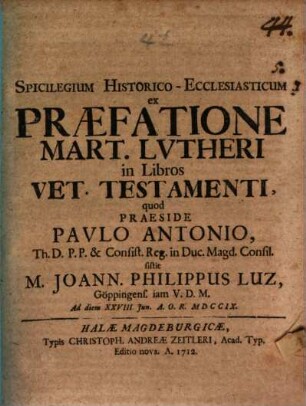 44.
SPICILEGIUM HISTORICO-ECCLESIASTICUM
ex
PRÆFATIONE
MART. LVTHERI
in Libros
VET. TESTAMENTI,
quod
PRAESIDE
PAVLO ANTONIO,
Th. D. P. P. & Consist. Reg. in Duc. Magd. Consil.
sistit
M. JOANN. PHILIPPUS LUZ,
Göppingens. iam V. D. M.
Ad diem XXVIII Jun. A. O. R. MDCCIX.
HALÆ MAGDEBURGICÆ,
Typis CHRISTOPH. ANDREÆ ZEITLERI, Acad. Typ.
Editio nova. A. 1712.